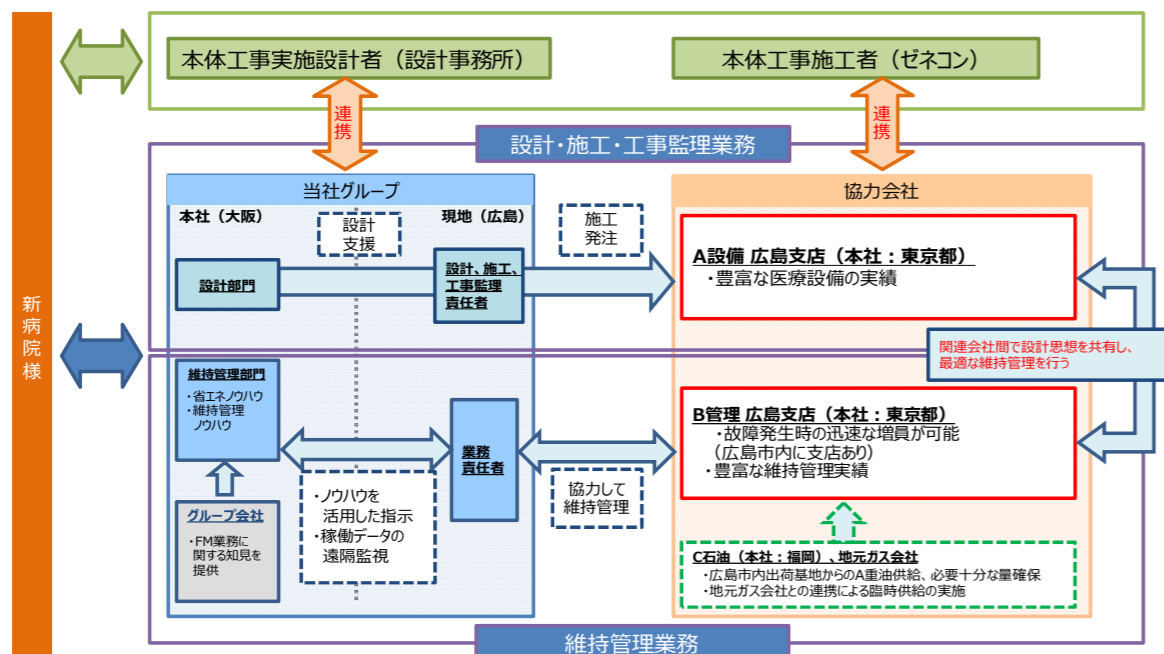 新病院様
本体工事実施設計者（設計事務所）
本体工事施工者（ゼネコン）
連携
連携
設計・施工・工事監理業務
当社グループ
本社（大阪）
現地（広島）
設計
支援
設計部門
設計、施工、
工事監理
責任者
施工
発注
協力会社
A設備 広島支店（本社：東京都）
・豊富な医療設備の実績
関連会社間で設計思想を共有し、
最適な維持管理を行う
維持管理部門
・省エネノウハウ
・維持管理
ノウハウ
グループ会社
・FM業務に
関する知見を
提供
・ノウハウを
活用した指示
・稼働データの
遠隔監視
業務
責任者
協力して
維持管理
B管理 広島支店（本社：東京都）
・故障発生時の迅速な増員が可能
（広島市内に支店あり）
・豊富な維持管理実績
C石油（本社：福岡）、地元ガス会社
・広島市内出荷基地からのA重油供給、必要十分な量確保
・地元ガス会社との連携による臨時供給の実施
維持管理業務